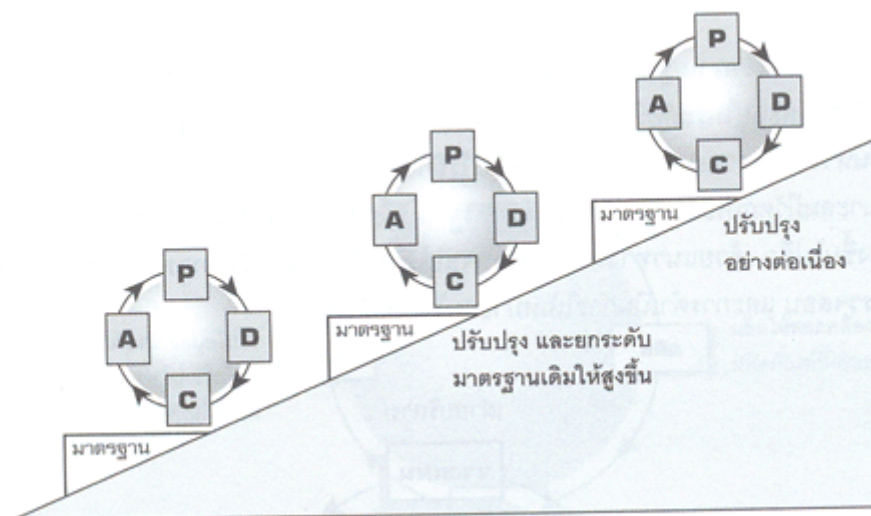 P
A
D
C
มาตรฐาน
ปรับปรุง
อย่างต่อเนื่อง
P
A
D
C
มาตรฐาน
ปรับปรุง และยกระดับ
มาตรฐานเดิมให้สูงขึ้น
P
A
D
C
มาตรฐาน